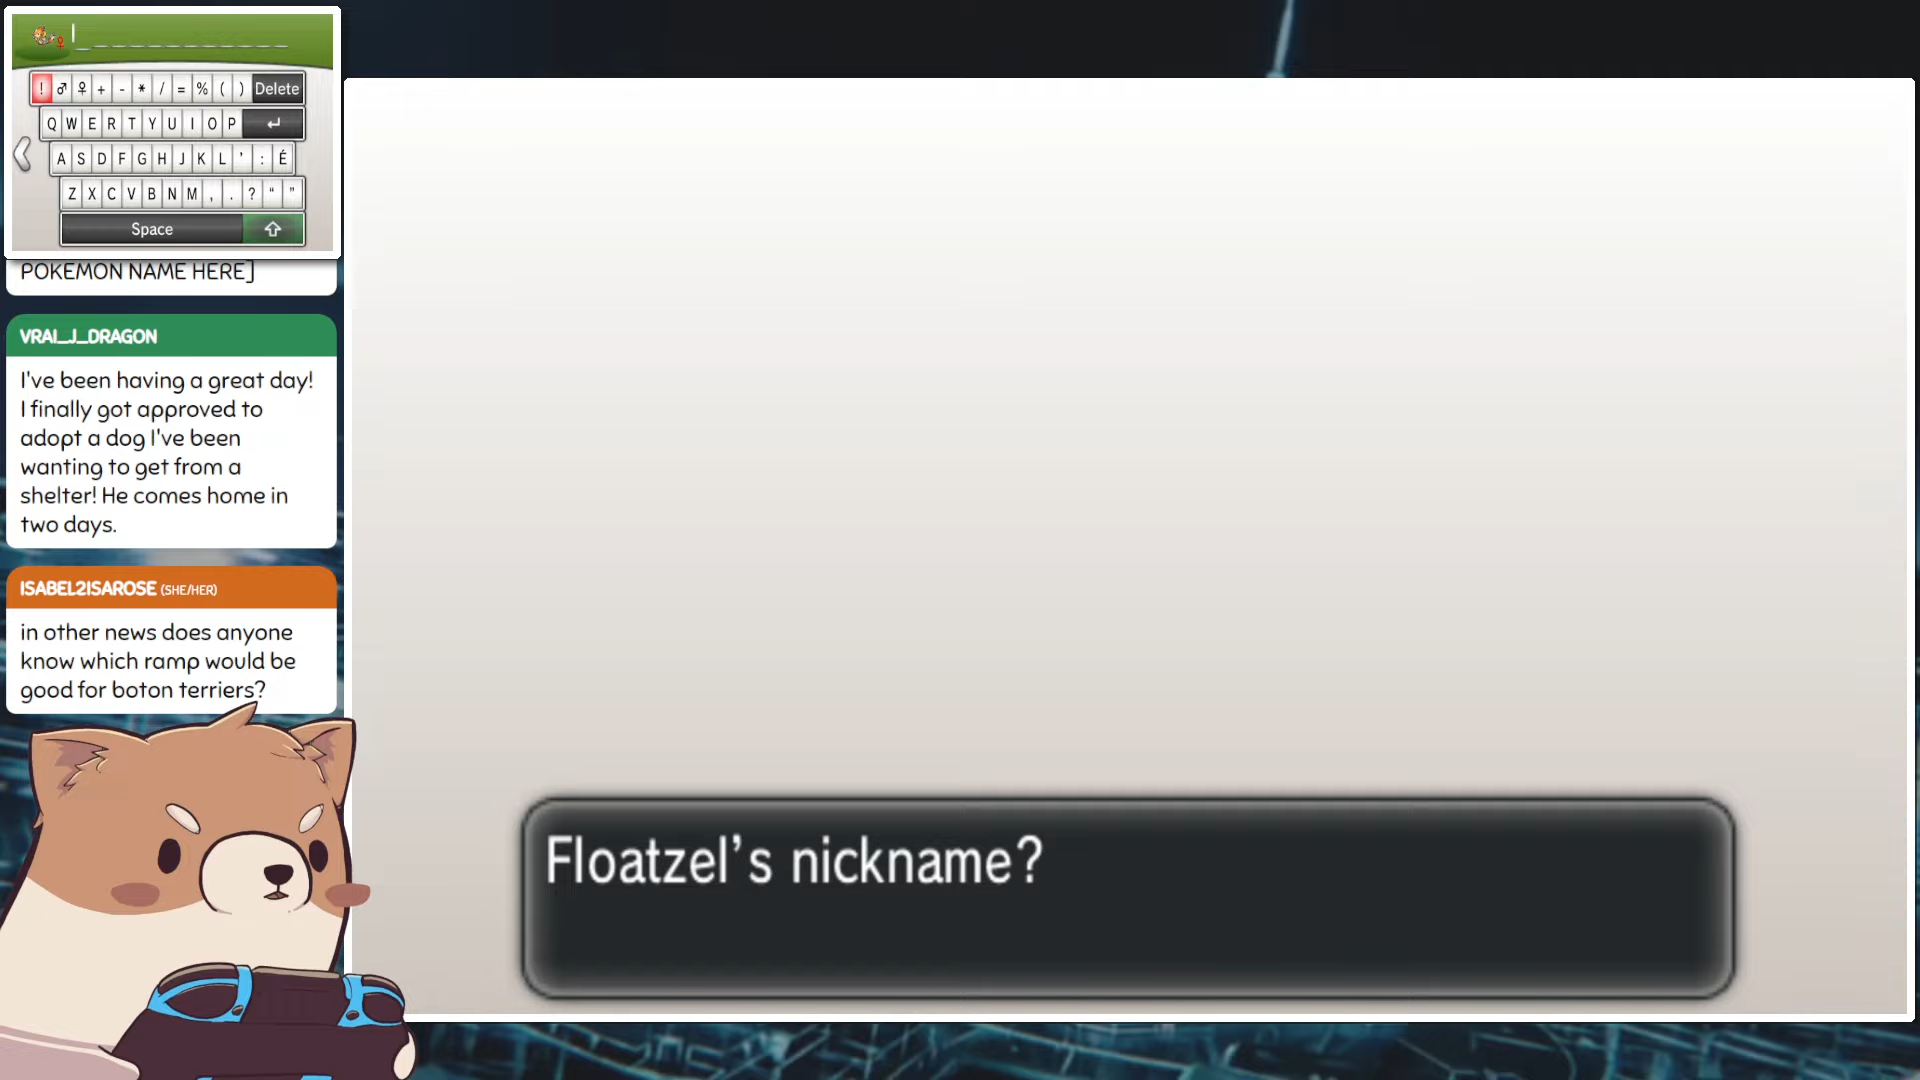 ! ♂ ♀ + - * / = % ( ) Delete
Q W E R T Y U I O P ↵
A S D F G H J K L ’ : É
Z X C V B N M , . ? “ ”
Space
POKEMON NAME HERE]
VRAI_J_DRAGON
I've been having a great day!
I finally got approved to
adopt a dog I've been
wanting to get from a
shelter! He comes home in
two days.
ISABEL2ISAROSE (SHE/HER)
in other news does anyone
know which ramp would be
good for boton terriers?
Floatzel’s nickname?